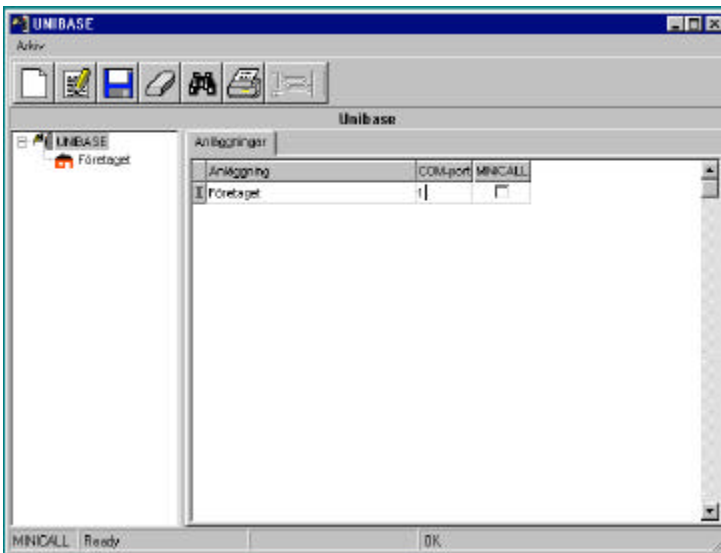 UNIBASE
Arkiv
Unibase
UNIBASE
Företaget
Anläggningar
Anläggning COM-port MINICALL
Företaget 1
MINICALL Ready OK